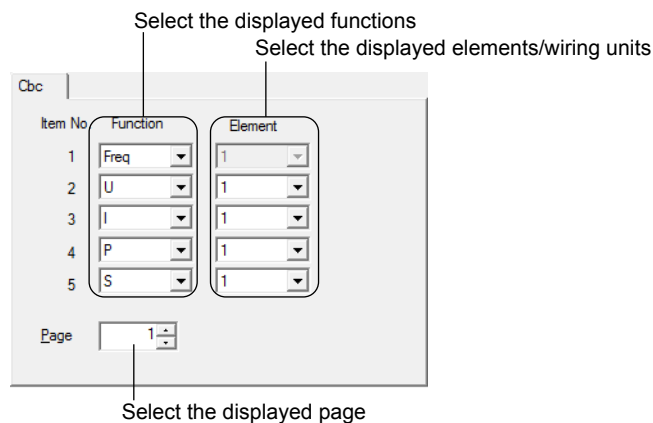 Select the displayed functions
Select the displayed elements/wiring units
Cbc
Item No. Function Element
1 Freq 1
2 U 1
3 I 1
4 P 1
5 S 1
Page 1
Select the displayed page